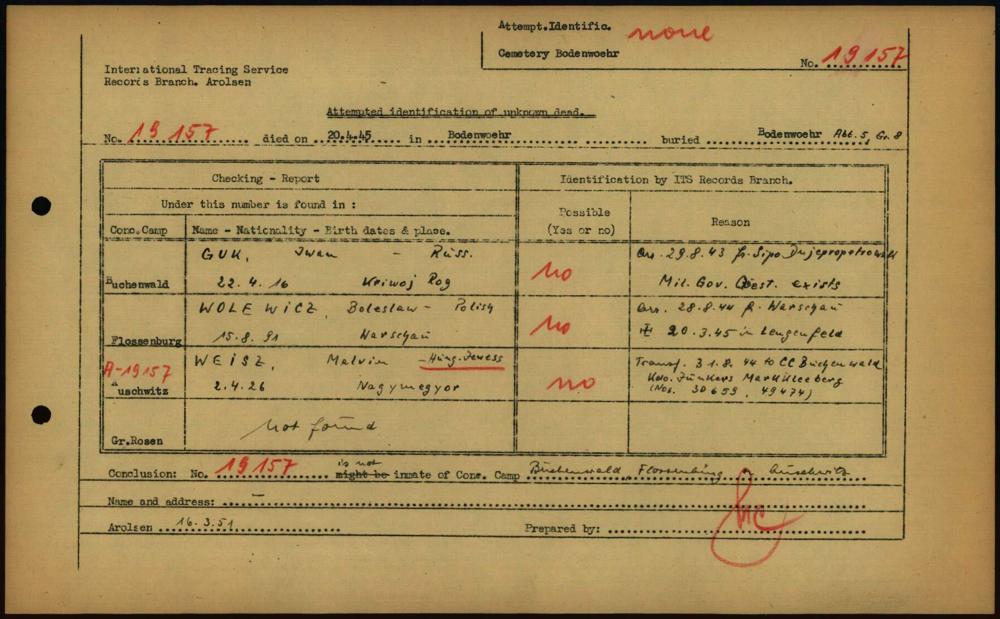 Attempt.Identific. none
Cemetery Bodenwoehr
No. 19157
International Tracing Service
Records Branch. Arolsen
Attempted identification of unknown dead.
No. 19157 died on 20.4.45 in Bodenwoehr buried Bodenwoehr Abt. 5, Gr. 8
Checking - Report
Identification by ITS Records Branch.
Under this number is found in :
Possible
(Yes or no)
Reason
Conc.Camp
Name - Nationality - Birth dates & place.
Buchenwald
GUK, Iwan - Russ.
22.4.16 Kriwoj Rog
no
Arr. 29.8.43 fr. Sipo Dnjepropetrowsk
Mil. Gov. Quest. exists
Flossenburg
WOLEWICZ, Boleslaw - Polish
15.8.91 Warschau
no
Arr. 28.8.44 fr. Warschau
20.3.45 in Lengenfeld
A-19157
Auschwitz
WEISZ, Malvin - Hung. Jewess
2.4.26 Nagymegyor
no
Transf. 31.8.44 to CC Buchenwald
Kdo. Junkers Markkleeberg
(Nos. 30659, 49474)
Gr.Rosen
Not found
Conclusion: No. 19157 might be is not inmate of Conc. Camp Buchenwald, Flossenbürg o. Auschwitz
Name and address: –
Arolsen 16.3.51 Prepared by: